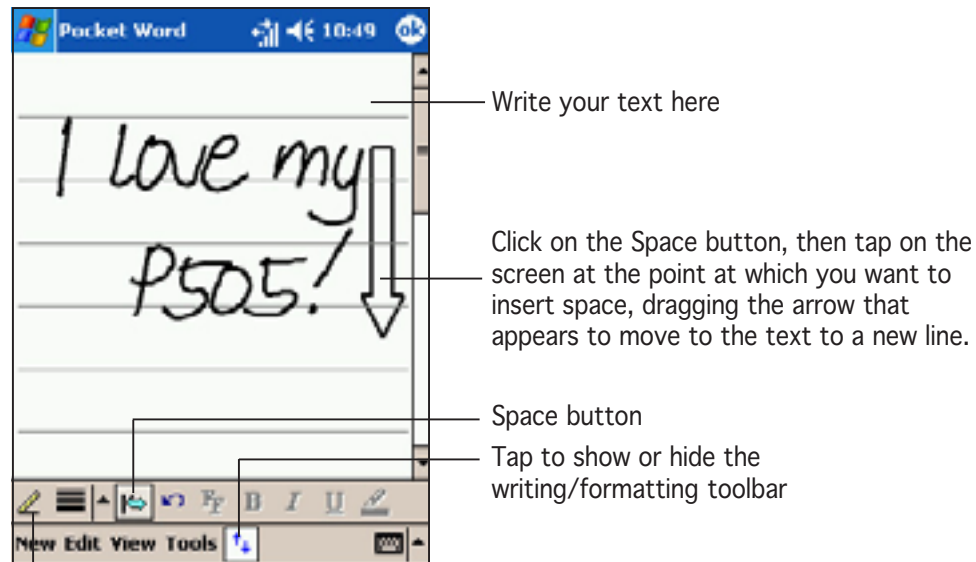 Pocket Word 10:49 ok
Write your text here
I love my
P505!
Click on the Space button, then tap on the
screen at the point at which you want to
insert space, dragging the arrow that
appears to move to the text to a new line.
Space button
Tap to show or hide the
writing/formatting toolbar
FF B I U
New Edit View Tools